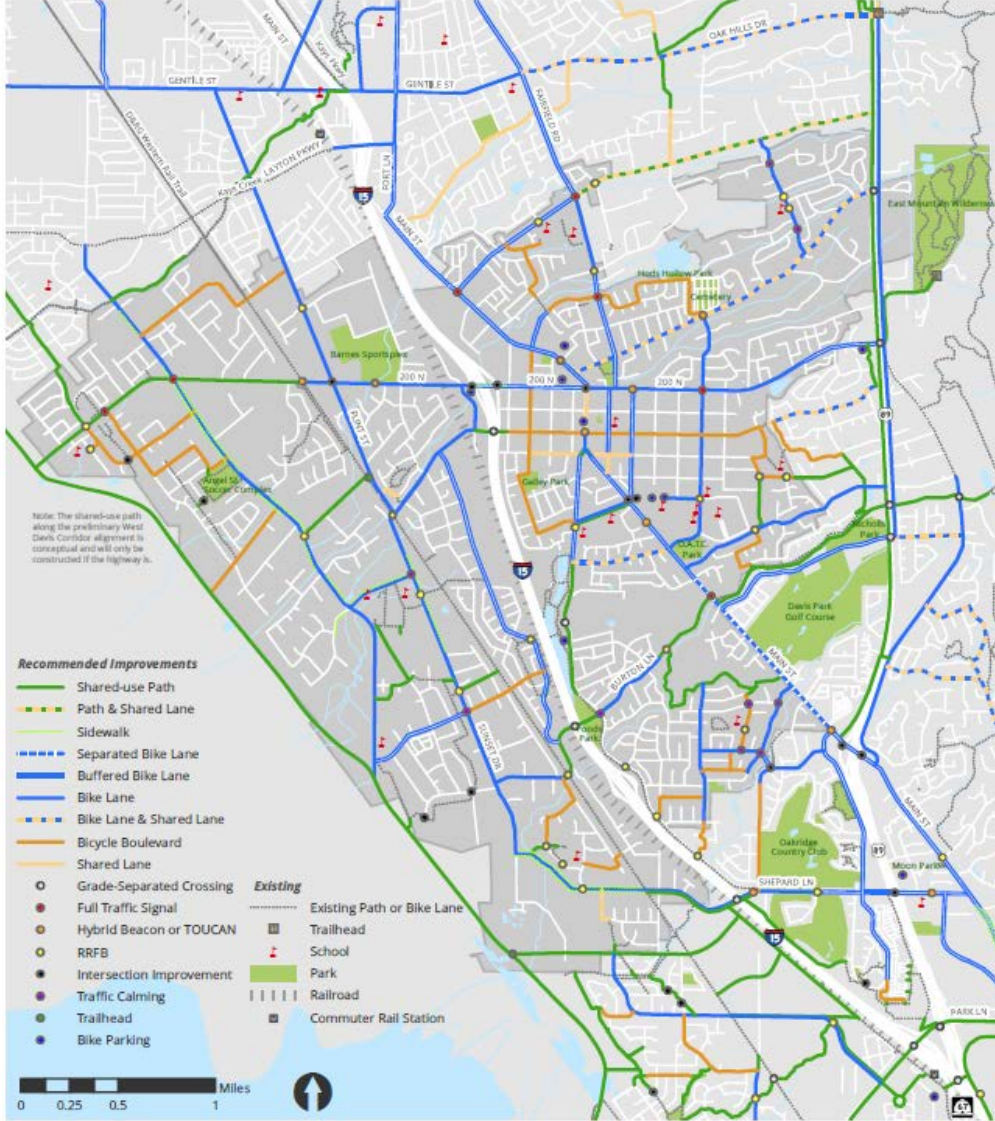 OAK HILLS DR
MAIN ST
Kays Pkwy
GENTILE ST
GENTILE ST
FAIRFIELD RD
D&RG Western Rail Trail
LAYTON PKWY
Kays Creek
FORT LN
15
MAIN ST
East Mountain Wilderness
Hods Hollow Park
Cemetery
Barnes Sportsplex
200 N
200 N
200 N
FLINT ST
89
Angel St.
Soccer Complex
Gailey Park
Note: The shared-use path
along the preliminary West
Davis Corridor alignment is
conceptual and will only be
constructed if the highway is.
Nicholls
Park
D.A.T.C.
Park
15
Davis Park
Golf Course
MAIN ST
BURTON LN
Ponds
Park
SUNSET DR
MAIN ST
Oakridge
Country Club
89
Moon Park
SHEPARD LN
15
PARK LN
Recommended Improvements
Shared-use Path
Path & Shared Lane
Sidewalk
Separated Bike Lane
Buffered Bike Lane
Bike Lane
Bike Lane & Shared Lane
Bicycle Boulevard
Shared Lane
Grade-Separated Crossing
Full Traffic Signal
Hybrid Beacon or TOUCAN
RRFB
Intersection Improvement
Traffic Calming
Trailhead
Bike Parking
Existing
Existing Path or Bike Lane
Trailhead
School
Park
Railroad
Commuter Rail Station
Miles
0 0.25 0.5 1